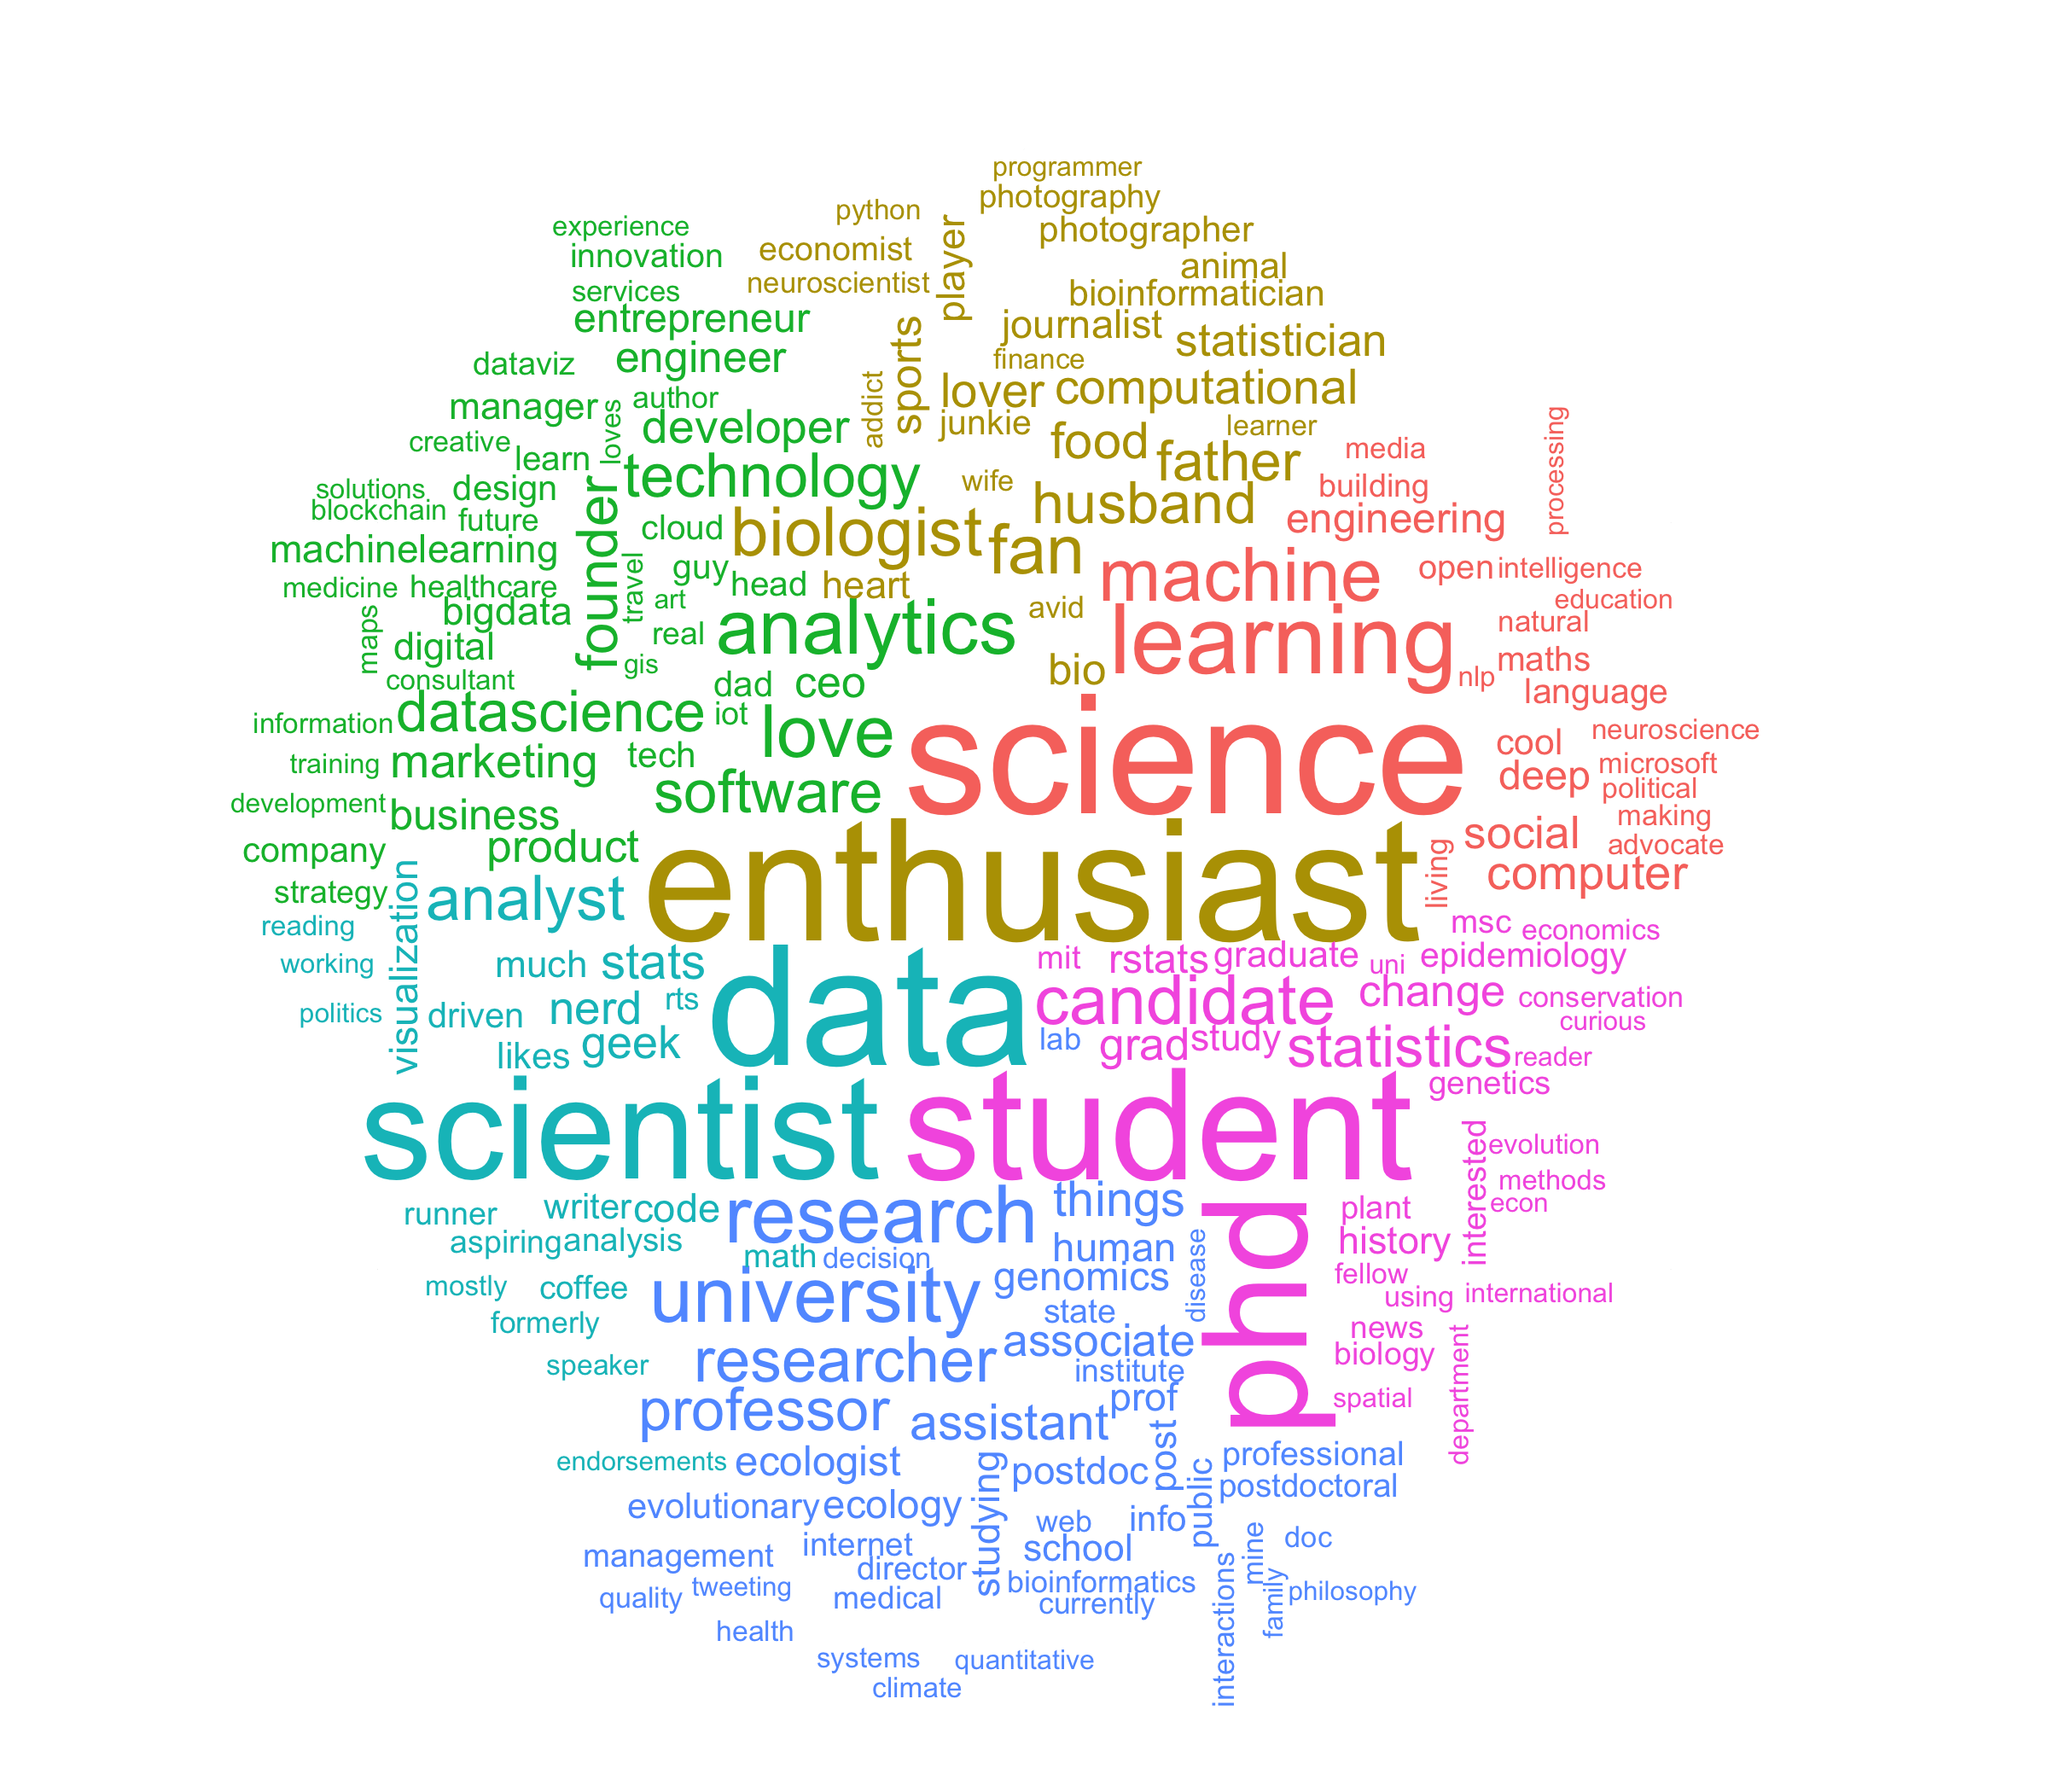 programmer
photography
python
photographer
player
experience
economist
innovation
animal
neuroscientist
services
bioinformatician
entrepreneur
journalist
statistician
sports
engineer
finance
dataviz
lover
computational
author
addict
manager
loves
junkie
developer
learner
creative
food
father
media
processing
learn
technology
wife
building
solutions
design
founder
husband
engineering
blockchain
future
cloud
biologist
fan
machinelearning
machine
open
intelligence
medicine
healthcare
travel
guy
head
heart
art
avid
education
bigdata
analytics
learning
natural
maps
digital
real
gis
bio
maths
consultant
dad
ceo
nlp
language
information
datascience
iot
love
science
cool
neuroscience
training
marketing
tech
deep
microsoft
political
development
software
business
making
company
product
enthusiast
social
advocate
strategy
analyst
living
computer
reading
visualization
msc
economics
working
much
stats
data
mit
rstats
graduate
uni
epidemiology
politics
driven
nerd
rts
candidate
change
conservation
curious
likes
geek
lab
grad
study
statistics
reader
genetics
scientist
student
evolution
interested
methods
runner
writer
code
research
things
phd
plant
econ
aspiring
analysis
math
decision
human
disease
history
mostly
coffee
university
genomics
fellow
using
international
formerly
state
associate
news
speaker
researcher
institute
biology
department
professor
assistant
prof
spatial
endorsements
ecologist
postdoc
post
professional
studying
public
postdoctoral
evolutionary
ecology
web
info
management
internet
school
mine
doc
director
bioinformatics
interactions
quality
tweeting
medical
currently
family
philosophy
health
systems
quantitative
climate